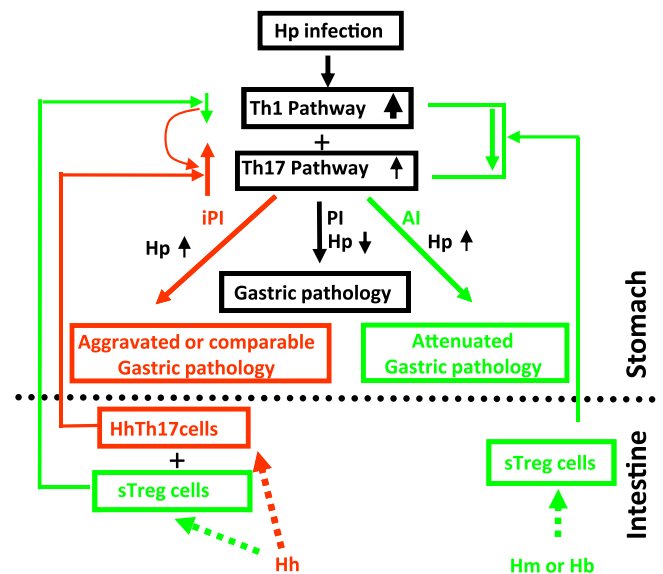 Hp infection
Th1 Pathway
+
Th17 Pathway
iPI
PI
AI
Hp
Hp
Hp
Gastric pathology
Aggravated or comparable
Gastric pathology
Attenuated
Gastric pathology
Stomach
HhTh17cells
+
sTreg cells
sTreg cells
Intestine
Hh
Hm or Hb